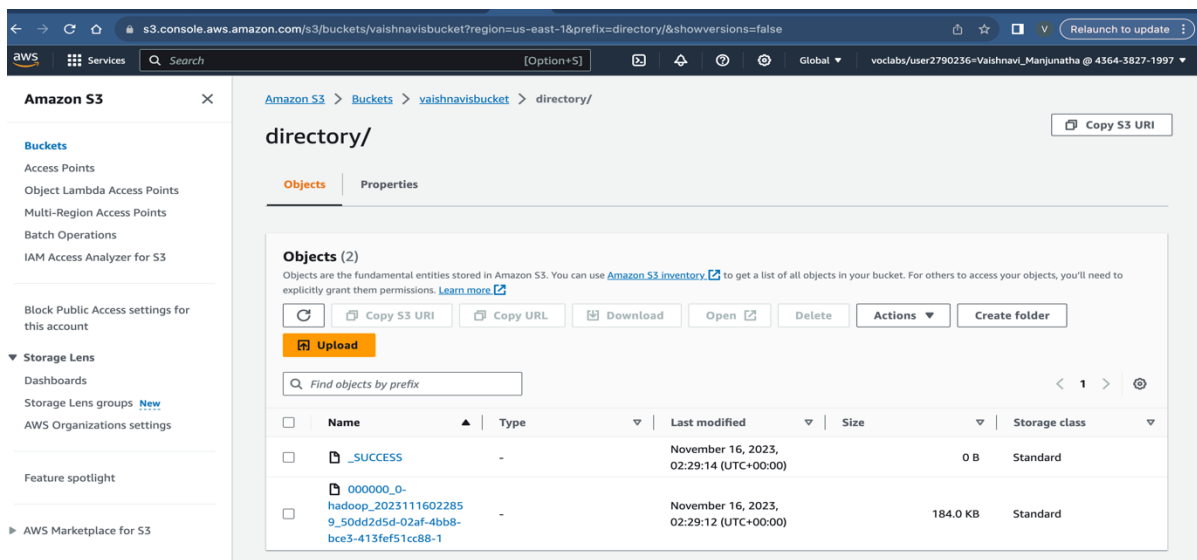 s3.console.aws.amazon.com/s3/buckets/vaishnavisbucket?region=us-east-1&prefix=directory/&showversions=false
V
Relaunch to update
aws
Services
Search
[Option+S]
Global
voclabs/user2790236=Vaishnavi_Manjunatha @ 4364-3827-1997
Amazon S3
Buckets
Access Points
Object Lambda Access Points
Multi-Region Access Points
Batch Operations
IAM Access Analyzer for S3
Block Public Access settings for
this account
Storage Lens
Dashboards
Storage Lens groups New
AWS Organizations settings
Feature spotlight
AWS Marketplace for S3
Amazon S3 > Buckets > vaishnavisbucket > directory/
directory/
Copy S3 URI
Objects
Properties
Objects (2)
Objects are the fundamental entities stored in Amazon S3. You can use Amazon S3 inventory to get a list of all objects in your bucket. For others to access your objects, you'll need to
explicitly grant them permissions. Learn more
Copy S3 URI
Copy URL
Download
Open
Delete
Actions
Create folder
Upload
Find objects by prefix
1
Name
Type
Last modified
Size
Storage class
_SUCCESS
-
November 16, 2023,
02:29:14 (UTC+00:00)
0 B
Standard
000000_0-
hadoop_2023111602285
9_50dd2d5d-02af-4bb8-
bce3-413fef51cc88-1
-
November 16, 2023,
02:29:12 (UTC+00:00)
184.0 KB
Standard